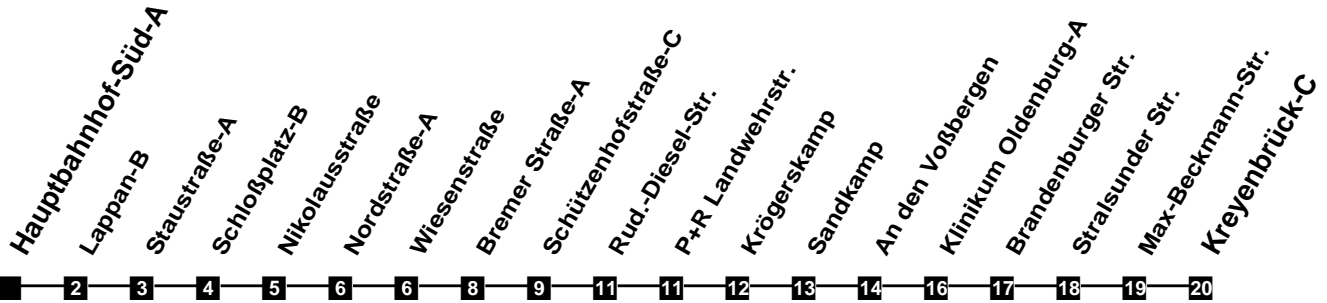 Hauptbahnhof-Süd-A
Lappan-B
Staustraße-A
Schloßplatz-B
Nikolausstraße
Nordstraße-A
Wiesenstraße
Bremer Straße-A
Schützenhofstraße-C
Rud.-Diesel-Str.
P+R Landwehrstr.
Krögerskamp
Sandkamp
An den Voßbergen
Klinikum Oldenburg-A
Brandenburger Str.
Stralsunder Str.
Max-Beckmann-Str.
Kreyenbrück-C
2 3 4 5 6 6 8 9 11 11 12 13 14 16 17 18 19 20